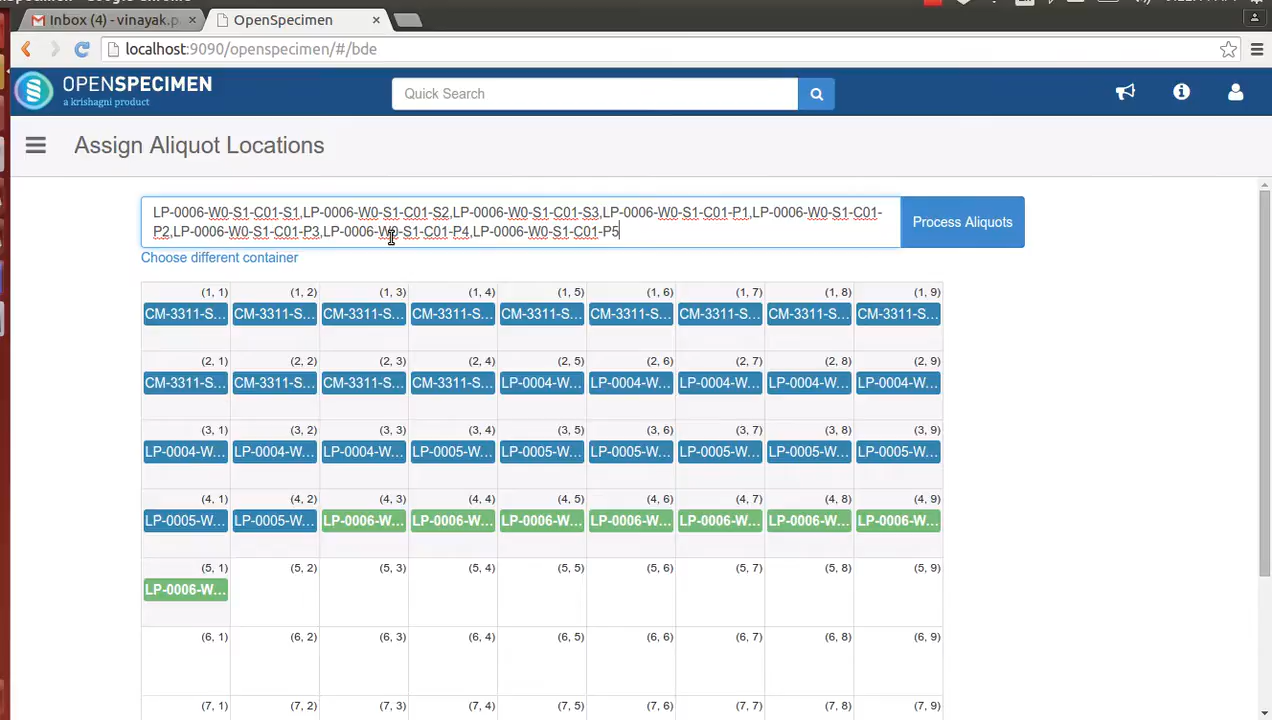 Inbox (4) - vinayak.p
OpenSpecimen
localhost:9090/openspecimen/#/bde
OPENSPECIMEN
a krishagni product
Quick Search
Assign Aliquot Locations
LP-0006-W0-S1-C01-S1,LP-0006-W0-S1-C01-S2,LP-0006-W0-S1-C01-S3,LP-0006-W0-S1-C01-P1,LP-0006-W0-S1-C01-
P2,LP-0006-W0-S1-C01-P3,LP-0006-W0-S1-C01-P4,LP-0006-W0-S1-C01-P5
Process Aliquots
Choose different container
(1, 1) (1, 2) (1, 3) (1, 4) (1, 5) (1, 6) (1, 7) (1, 8) (1, 9)
CM-3311-S... CM-3311-S... CM-3311-S... CM-3311-S... CM-3311-S... CM-3311-S... CM-3311-S... CM-3311-S... CM-3311-S...
(2, 1) (2, 2) (2, 3) (2, 4) (2, 5) (2, 6) (2, 7) (2, 8) (2, 9)
CM-3311-S... CM-3311-S... CM-3311-S... CM-3311-S... LP-0004-W... LP-0004-W... LP-0004-W... LP-0004-W... LP-0004-W...
(3, 1) (3, 2) (3, 3) (3, 4) (3, 5) (3, 6) (3, 7) (3, 8) (3, 9)
LP-0004-W... LP-0004-W... LP-0004-W... LP-0005-W... LP-0005-W... LP-0005-W... LP-0005-W... LP-0005-W... LP-0005-W...
(4, 1) (4, 2) (4, 3) (4, 4) (4, 5) (4, 6) (4, 7) (4, 8) (4, 9)
LP-0005-W... LP-0005-W... LP-0006-W... LP-0006-W... LP-0006-W... LP-0006-W... LP-0006-W... LP-0006-W... LP-0006-W...
(5, 1) (5, 2) (5, 3) (5, 4) (5, 5) (5, 6) (5, 7) (5, 8) (5, 9)
LP-0006-W...
(6, 1) (6, 2) (6, 3) (6, 4) (6, 5) (6, 6) (6, 7) (6, 8) (6, 9)
(7, 1) (7, 2) (7, 3) (7, 4) (7, 5) (7, 6) (7, 7) (7, 8) (7, 9)